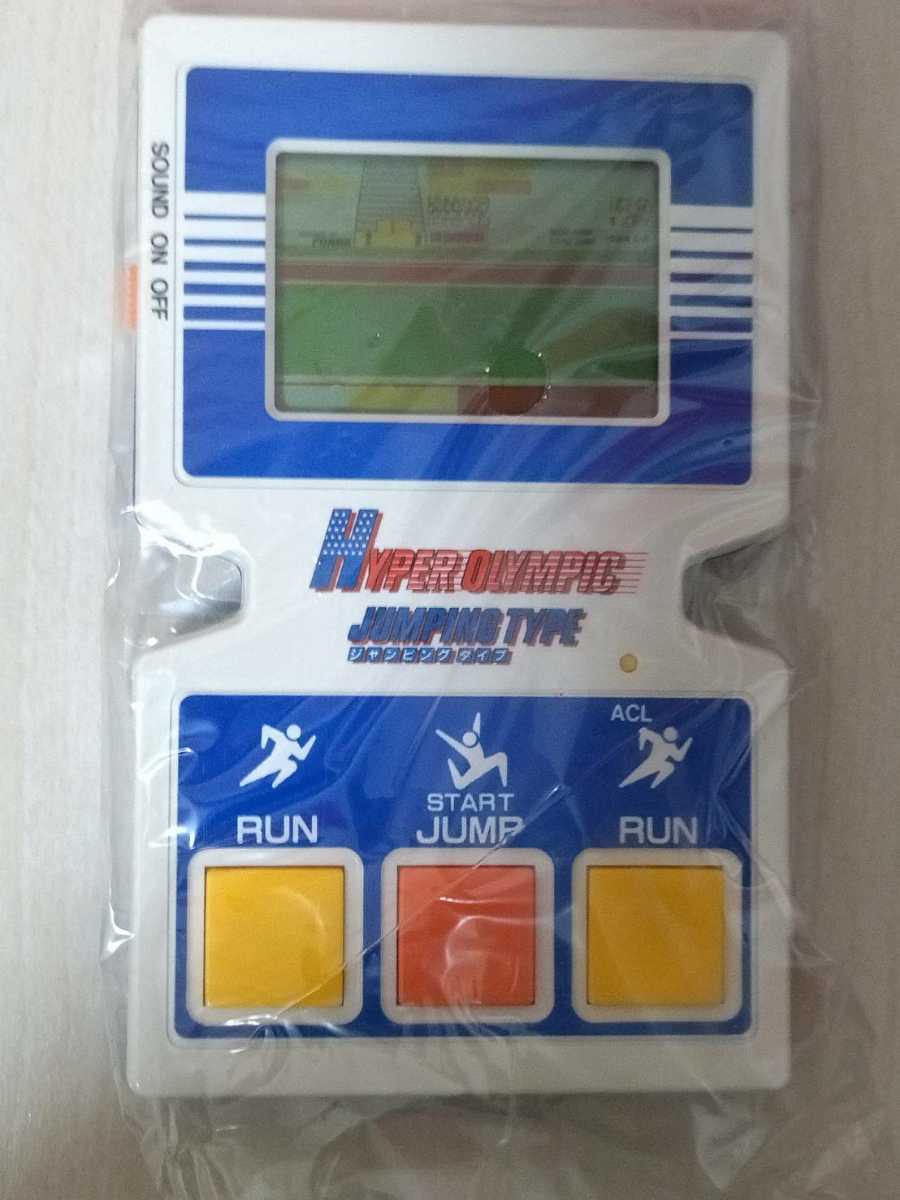 SOUND ON OFF
HYPER OLYMPIC
JUMPING TYPE
ジャンピングタイプ
ACL
START
RUN
JUMP
RUN